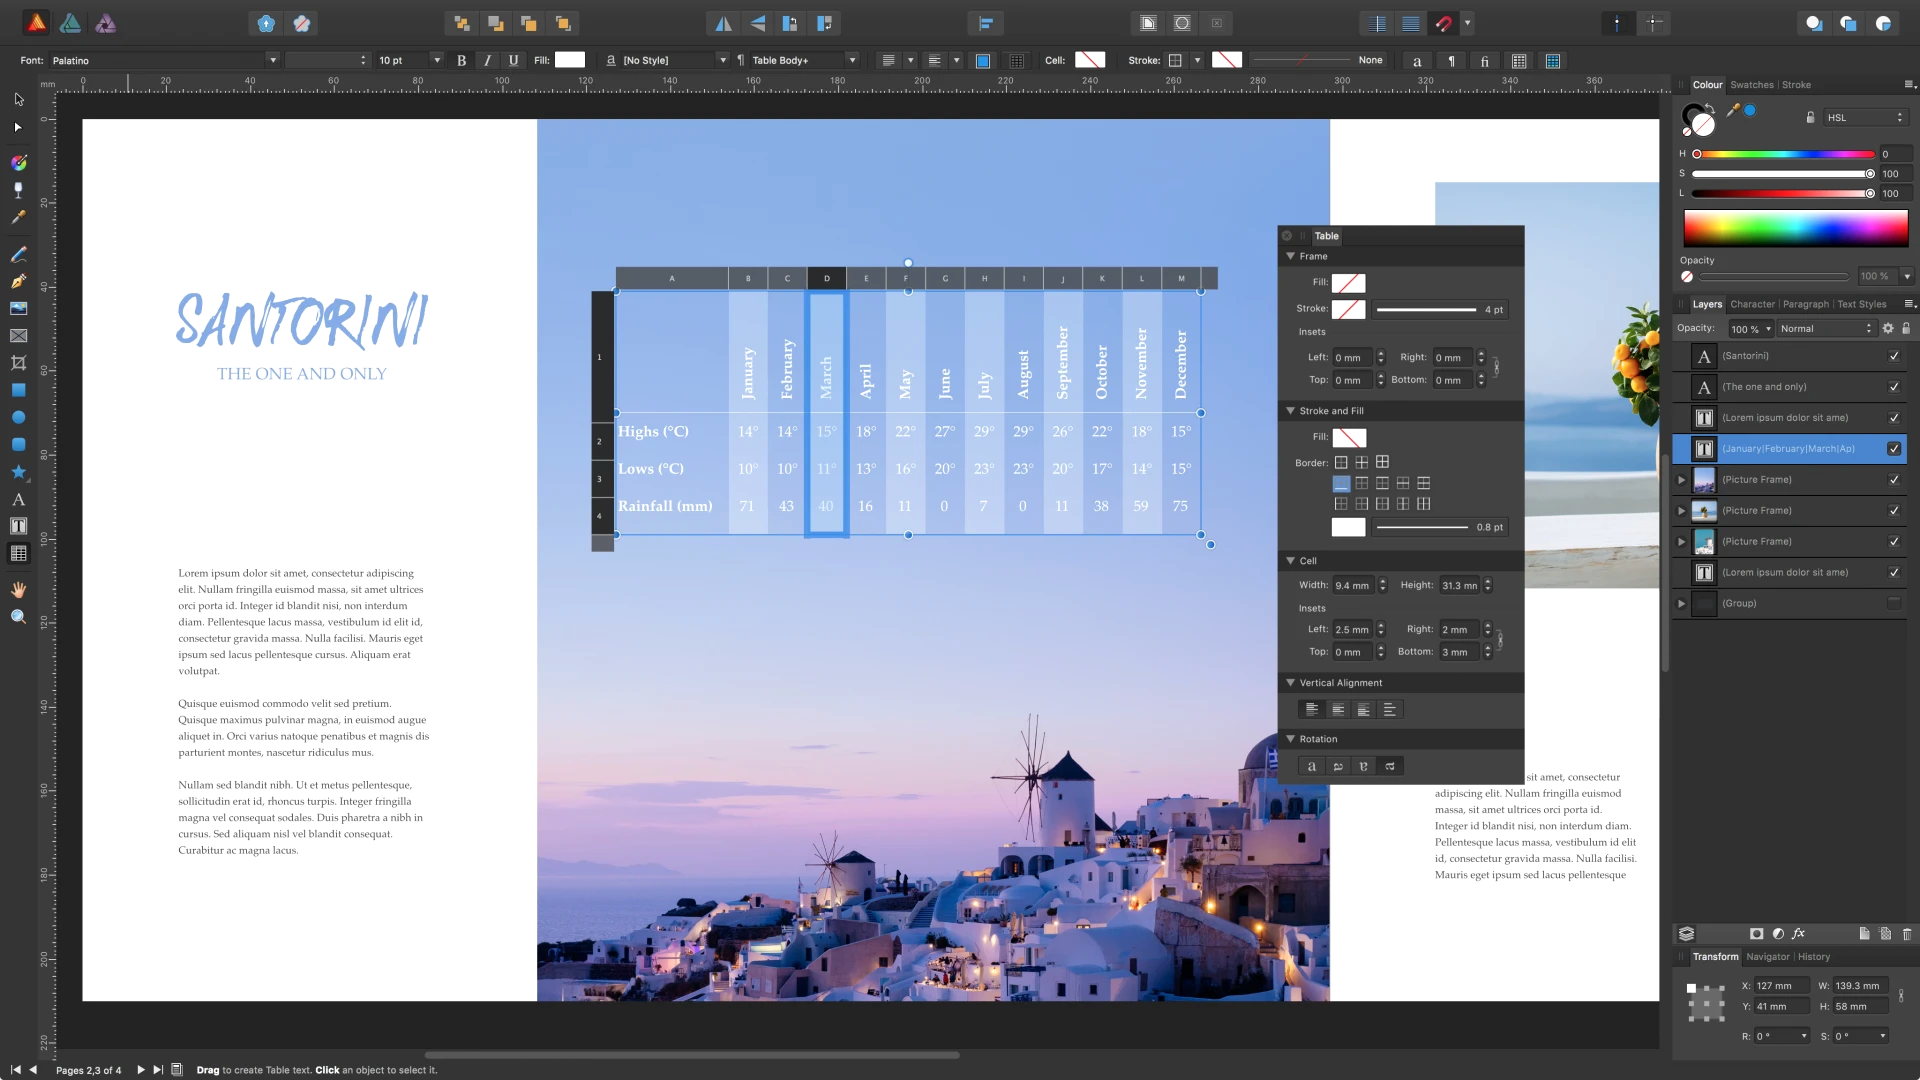 Font: Palatino 10 pt B I U Fill: a [No Style] ¶ Table Body+ Cell: Stroke: None a ¶ fi
mm 0 20 40 60 80 100 120 140 160 180 200 220 240 260 280 300 320 340 360
0 20 40 60 80 100 120 140 160 180 200 220
SANTORINI
THE ONE AND ONLY
Lorem ipsum dolor sit amet, consectetur adipiscing
elit. Nullam fringilla euismod massa, sit amet ultrices
orci porta id. Integer id blandit nisi, non interdum
diam. Pellentesque lacus massa, vestibulum id elit id,
consectetur gravida massa. Nulla facilisi. Mauris eget
ipsum sed lacus pellentesque cursus. Aliquam erat
volutpat.
Quisque euismod commodo velit sed pretium.
Quisque maximus pulvinar magna, in euismod augue
aliquet in. Orci varius natoque penatibus et magnis dis
parturient montes, nascetur ridiculus mus.
Nullam sed blandit nibh. Ut et metus pellentesque,
sollicitudin erat id, rhoncus turpis. Integer fringilla
magna vel consequat sodales. Duis pharetra a nibh in
cursus. Sed aliquam nisl vel blandit consequat.
Curabitur ac magna lacus.
A B C D E F G H I J K L M
1 January February March April May June July August September October November December
2 Highs (°C) 14° 14° 15° 18° 22° 27° 29° 29° 26° 22° 18° 15°
3 Lows (°C) 10° 10° 11° 13° 16° 20° 23° 23° 20° 17° 14° 15°
4 Rainfall (mm) 71 43 40 16 11 0 7 0 11 38 59 75
Table
Frame
Fill:
Stroke: 4 pt
Insets
Left: 0 mm Right: 0 mm
Top: 0 mm Bottom: 0 mm
Stroke and Fill
Fill:
Border:
0.8 pt
Cell
Width: 9.4 mm Height: 31.3 mm
Insets
Left: 2.5 mm Right: 2 mm
Top: 0 mm Bottom: 3 mm
Vertical Alignment
Rotation
a a a a
sit amet, consectetur
adipiscing elit. Nullam fringilla euismod
massa, sit amet ultrices orci porta id.
Integer id blandit nisi, non interdum diam.
Pellentesque lacus massa, vestibulum id elit
id, consectetur gravida massa. Nulla facilisi.
Mauris eget ipsum sed lacus pellentesque
Colour Swatches Stroke
HSL
H 0
S 100
L 100
Opacity
100 %
Layers Character Paragraph Text Styles
Opacity: 100 % Normal
A (Santorini)
A (The one and only)
T (Lorem ipsum dolor sit ame)
T (January|February|March|Ap)
(Picture Frame)
(Picture Frame)
(Picture Frame)
T (Lorem ipsum dolor sit ame)
(Group)
fx
Transform Navigator History
X: 127 mm W: 139.3 mm
Y: 41 mm H: 58 mm
R: 0 ° S: 0 °
Pages 2,3 of 4 Drag to create Table text. Click an object to select it.